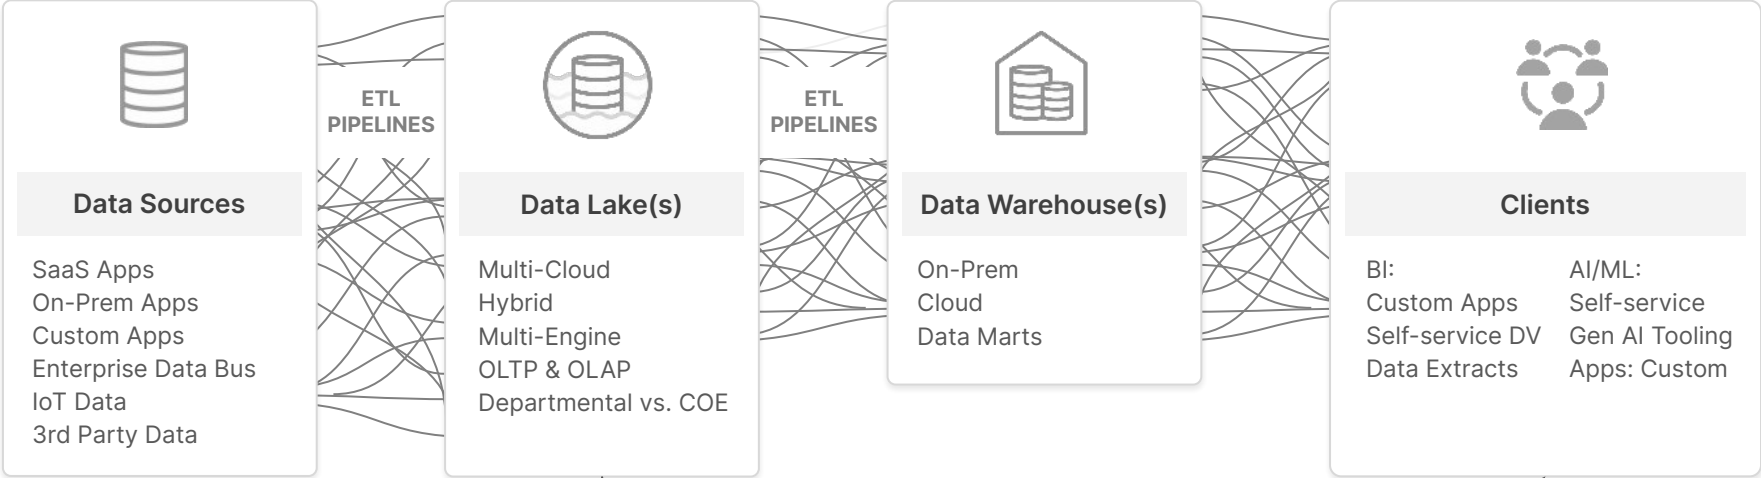 ETL
PIPELINES
ETL
PIPELINES
Data Sources
SaaS Apps
On-Prem Apps
Custom Apps
Enterprise Data Bus
IoT Data
3rd Party Data
Data Lake(s)
Multi-Cloud
Hybrid
Multi-Engine
OLTP & OLAP
Departmental vs. COE
Data Warehouse(s)
On-Prem
Cloud
Data Marts
Clients
BI:
Custom Apps
Self-service DV
Data Extracts
AI/ML:
Self-service
Gen AI Tooling
Apps: Custom